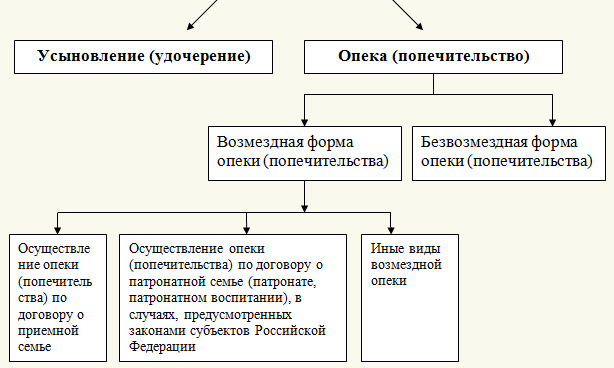 Усыновление (удочерение)
Опека (попечительство)
Возмездная форма
опеки (попечительства)
Безвозмездная форма
опеки (попечительства)
Осуществле
ние опеки
(попечитель
ства) по
договору о
приемной
семье
Осуществление опеки
(попечительства) по договору о
патронатной семье (патронате,
патронатном воспитании), в
случаях, предусмотренных
законами субъектов Российской
Федерации
Иные виды
возмездной
опеки